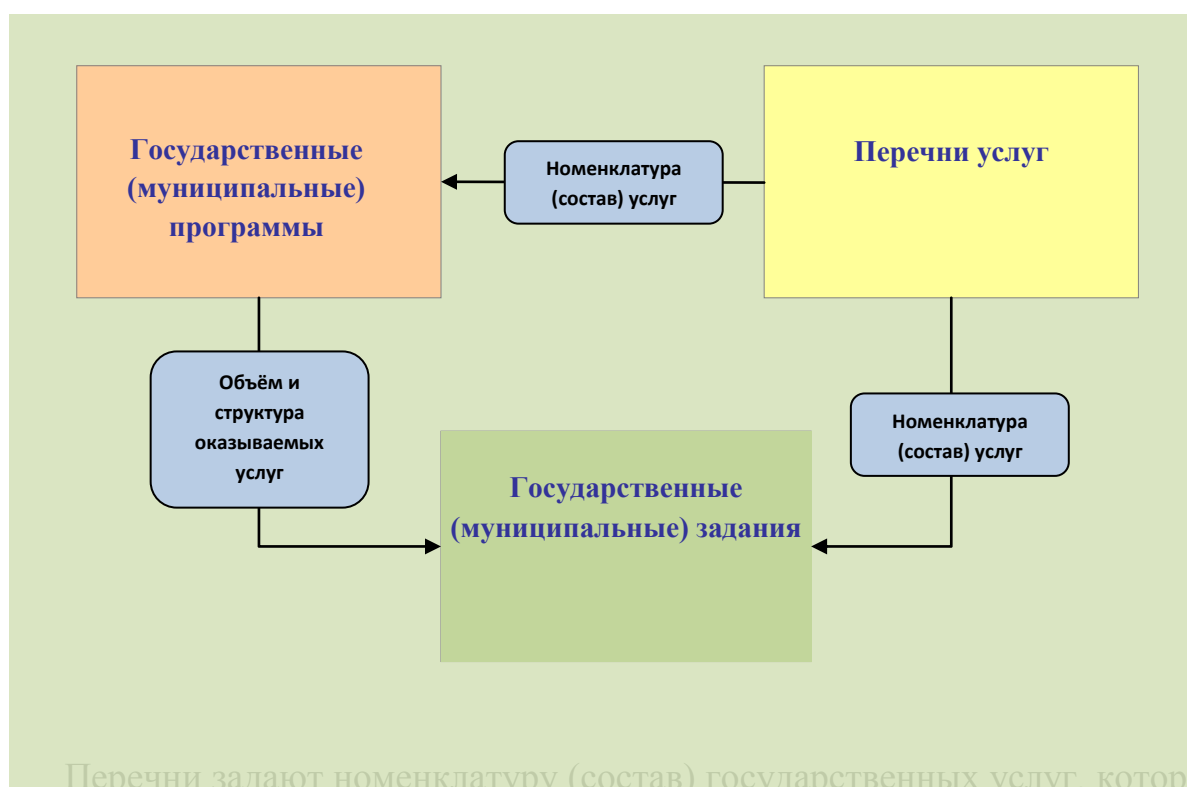 Государственные
(муниципальные)
программы
Номенклатура
(состав) услуг
Перечни услуг
Объём и
структура
оказываемых
услуг
Номенклатура
(состав) услуг
Государственные
(муниципальные) задания
Перечни задают номенклатуру (состав) государственных услуг, котор